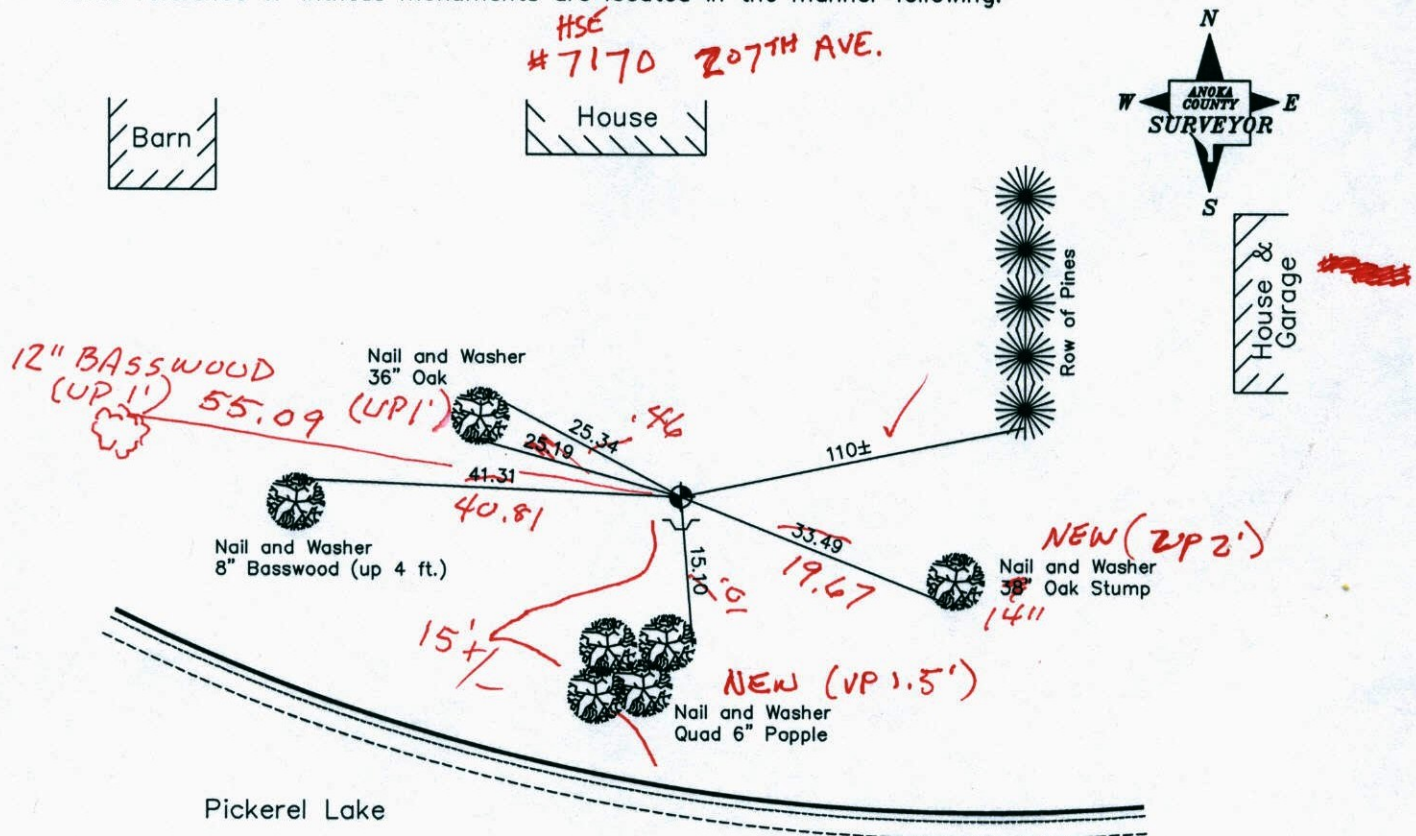 HSE
#7170 207TH AVE.
N
W ANOKA COUNTY E
SURVEYOR
S
Barn
House
House & Garage
Row of Pines
12" BASSWOOD
(UP 1') 55.09
Nail and Washer
36" Oak
(UP 1')
25.34 .46
25.19
110±
41.31
40.81
Nail and Washer
8" Basswood (up 4 ft.)
33.49
19.67
NEW (UP 2')
Nail and Washer
38" Oak Stump
14"
15.10 .01
15' +/-
NEW (UP 1.5')
Nail and Washer
Quad 6" Popple
Pickerel Lake